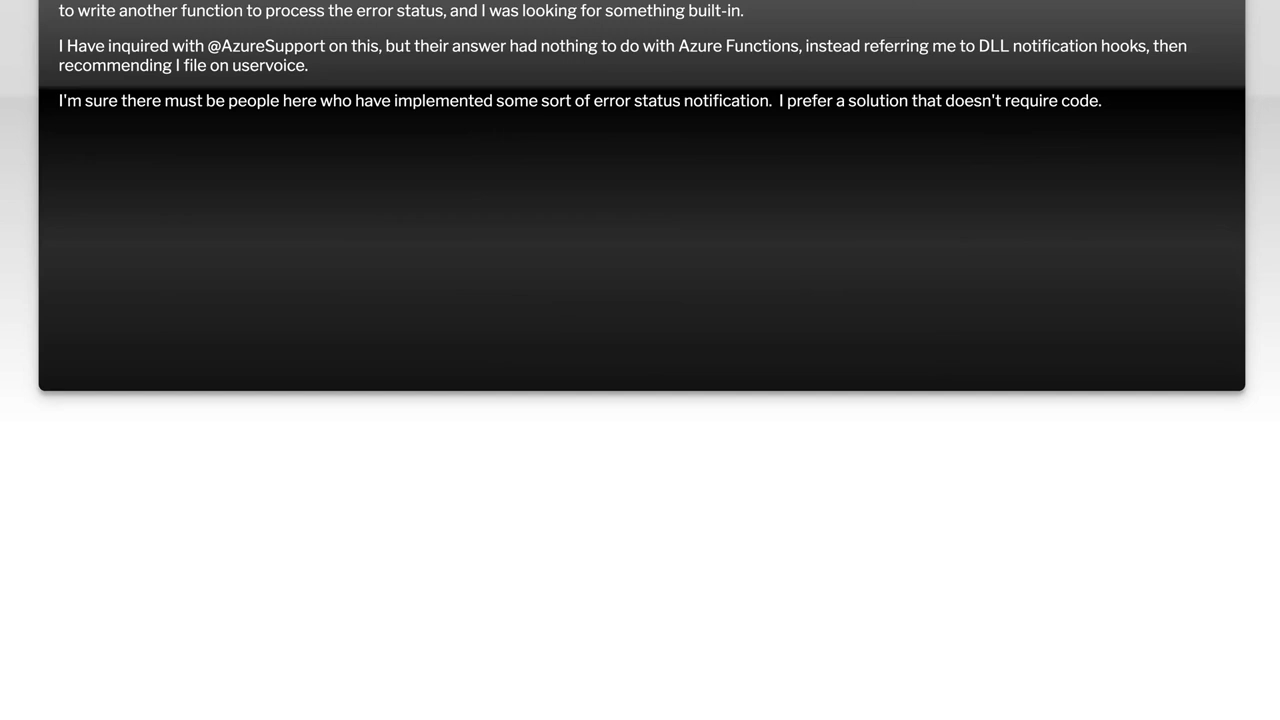 to write another function to process the error status, and I was looking for something built-in.
I Have inquired with @AzureSupport on this, but their answer had nothing to do with Azure Functions, instead referring me to DLL notification hooks, then
recommending I file on uservoice.
I'm sure there must be people here who have implemented some sort of error status notification.  I prefer a solution that doesn't require code.